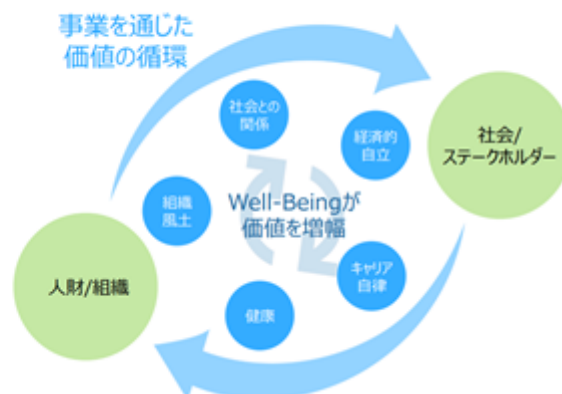 事業を通じた
価値の循環
社会との
関係
経済的
自立
社会/
ステークホルダー
組織
風土
Well-Beingが
価値を増幅
人財/組織
キャリア
自律
健康